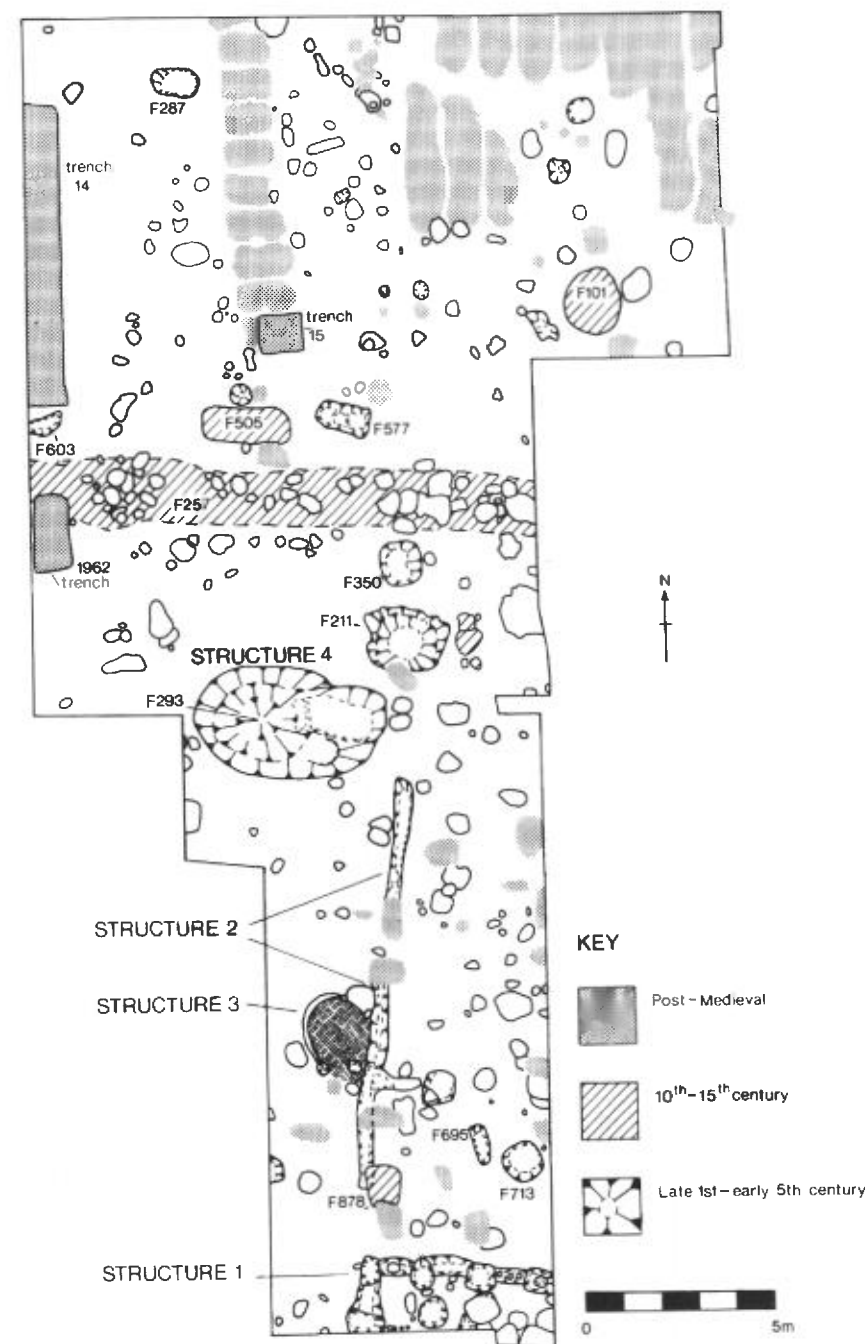 F287
trench
14
F101
trench
15
F505
F577
F603
F25
1962
trench
F350
N
F211
STRUCTURE 4
F293
STRUCTURE 2
KEY
STRUCTURE 3
Post-Medieval
10th-15th century
F695
F713
Late 1st-early 5th century
F878
STRUCTURE 1
0
5m